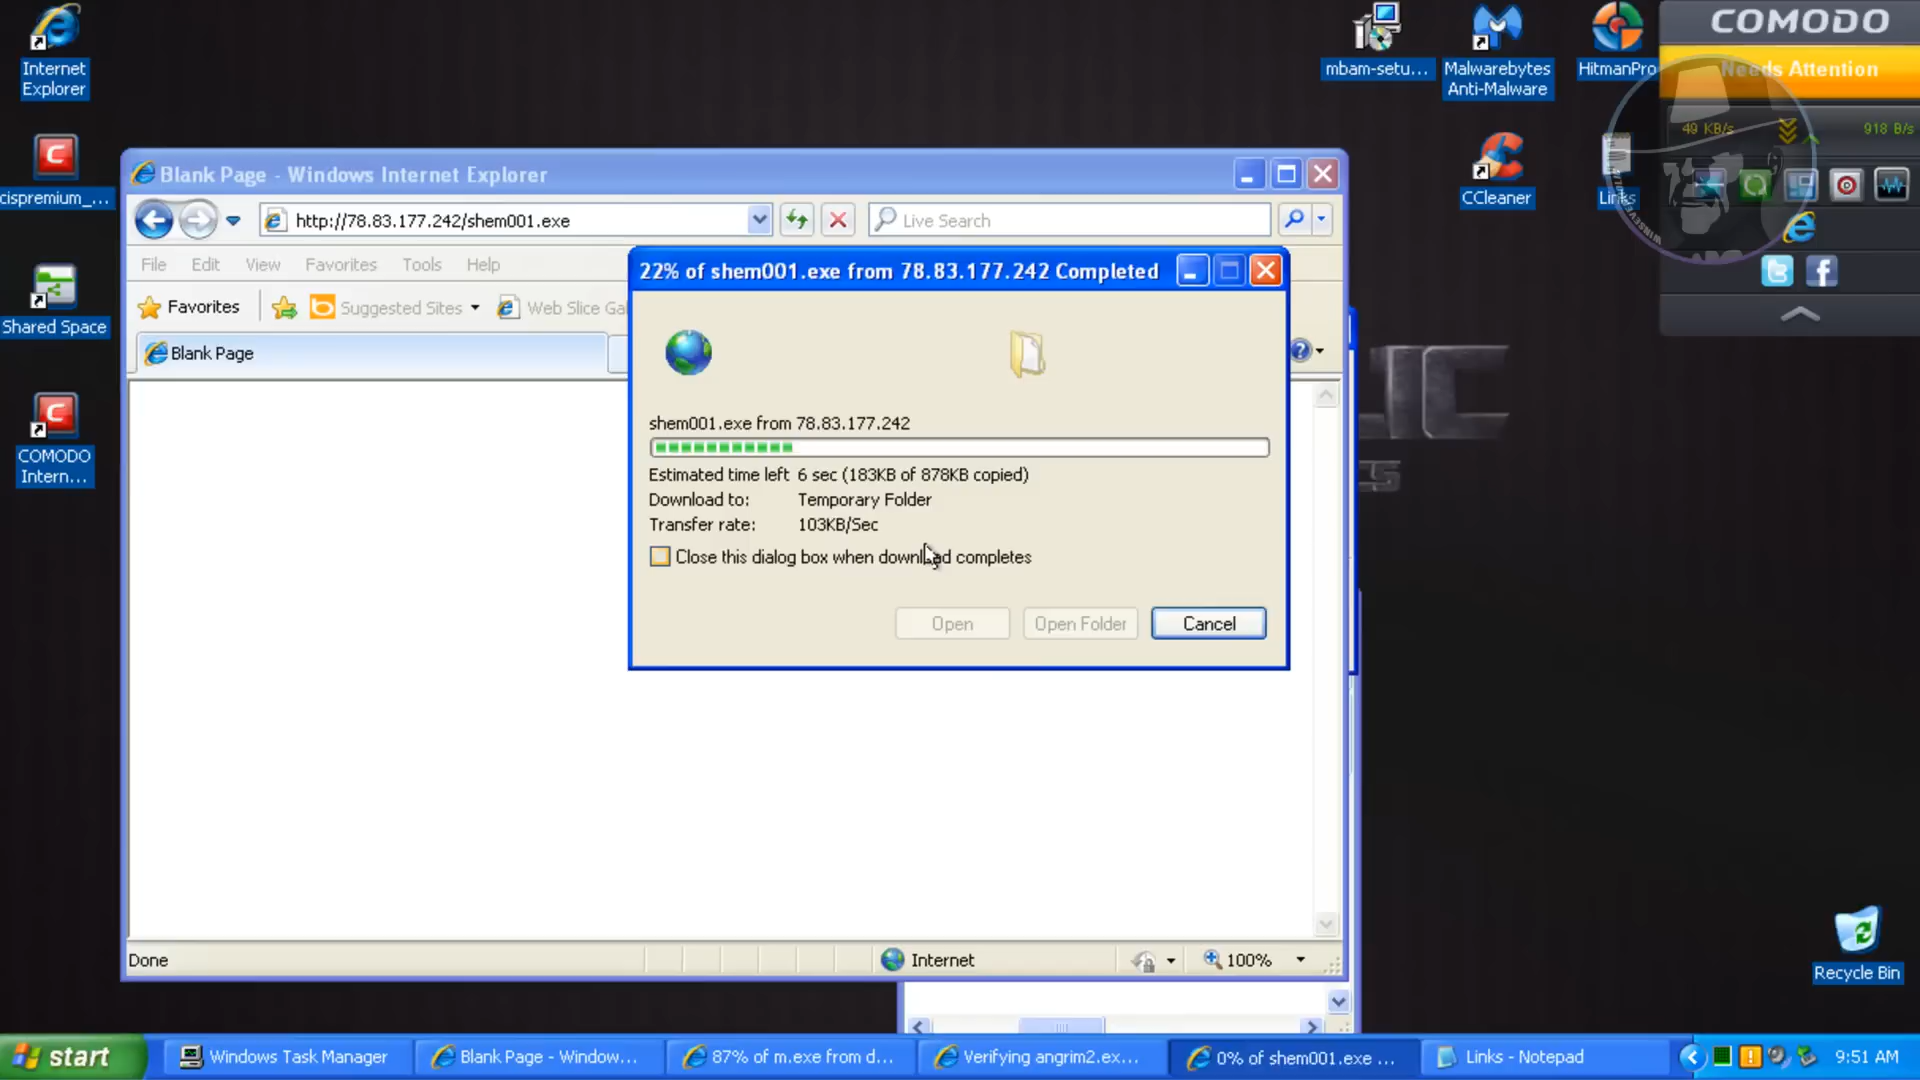 Internet
Explorer
cispremium_...
Shared Space
COMODO
Intern...
mbam-setu...
Malwarebytes
Anti-Malware
HitmanPro
CCleaner
Links
COMODO
Needs Attention
49 KB/s
918 B/s
Blank Page - Windows Internet Explorer
http://78.83.177.242/shem001.exe
Live Search
File Edit View Favorites Tools Help
Favorites
Suggested Sites
Web Slice Ga
Blank Page
22% of shem001.exe from 78.83.177.242 Completed
shem001.exe from 78.83.177.242
Estimated time left 6 sec (183KB of 878KB copied)
Download to: Temporary Folder
Transfer rate: 103KB/Sec
Close this dialog box when download completes
Open
Open Folder
Cancel
Done
Internet
100%
Recycle Bin
start
Windows Task Manager
Blank Page - Window...
87% of m.exe from d...
Verifying angrim2.ex...
0% of shem001.exe ...
Links - Notepad
9:51 AM